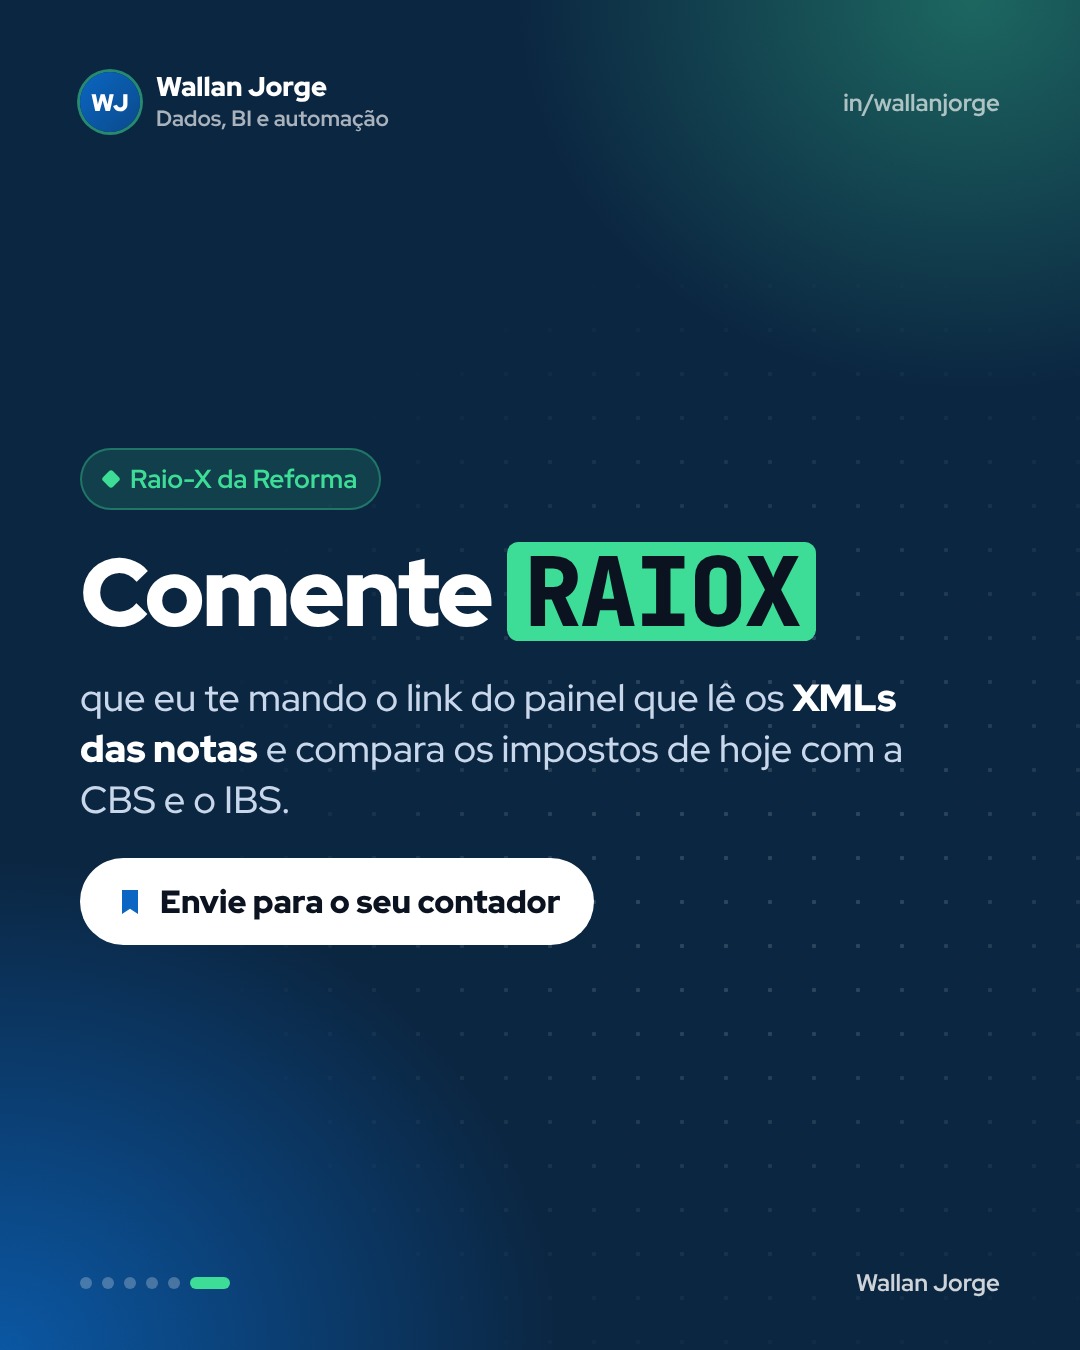 WJ
Wallan Jorge
Dados, BI e automação
in/wallanjorge
Raio-X da Reforma
Comente RAIOX
que eu te mando o link do painel que lê os XMLs
das notas e compara os impostos de hoje com a
CBS e o IBS.
Envie para o seu contador
Wallan Jorge